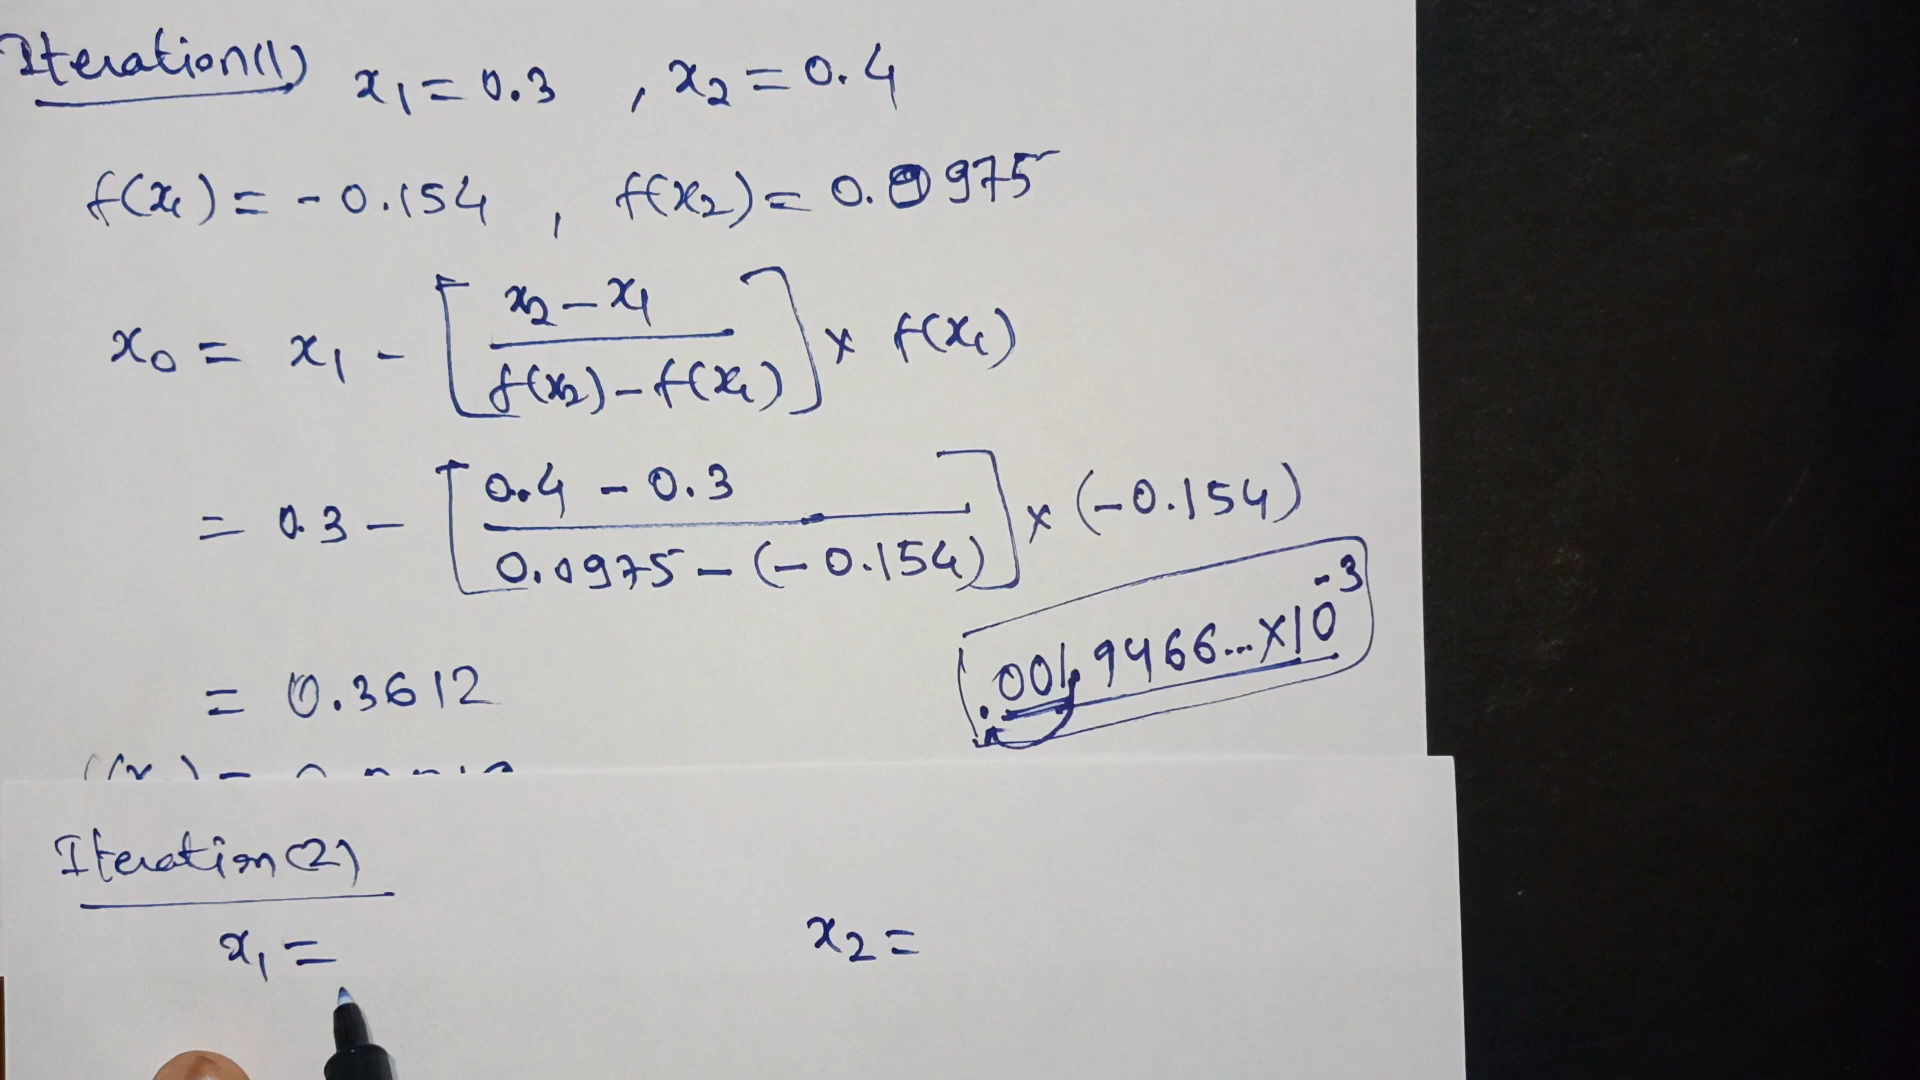 Iteration(1) x₁ = 0.3 , x₂ = 0.4
f(x₁) = -0.154 , f(x₂) = 0.0975
x₀ = x₁ - [ (x₂ - x₁) / (f(x₂) - f(x₁)) ] × f(x₁)
= 0.3 - [ (0.4 - 0.3) / (0.0975 - (-0.154)) ] × (-0.154)
.001,9466...×10⁻³
= 0.3612
Iteration(2)
x₁ = x₂ =